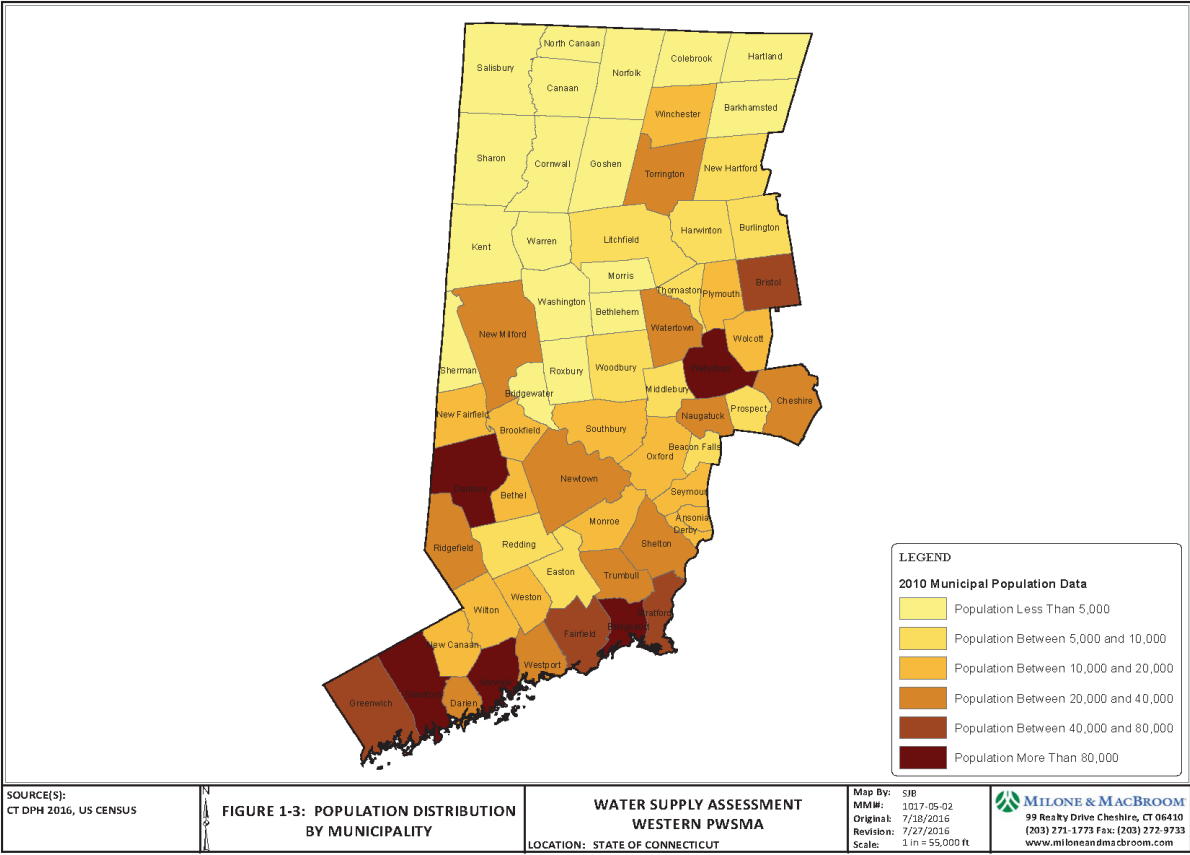 North Canaan
Colebrook
Hartland
Salisbury
Norfolk
Canaan
Barkhamsted
Winchester
Sharon
Cornwall
Goshen
New Hartford
Torrington
Harwinton
Burlington
Litchfield
Warren
Kent
Morris
Bristol
Thomaston
Plymouth
Washington
Bethlehem
Watertown
New Milford
Wolcott
Waterbury
Sherman
Roxbury
Woodbury
Middlebury
Bridgewater
Cheshire
Prospect
New Fairfield
Naugatuck
Brookfield
Southbury
Beacon Falls
Oxford
Newtown
Danbury
Bethel
Seymour
Ansonia
Monroe
Derby
Redding
Shelton
Ridgefield
Easton
Trumbull
Weston
Wilton
Stratford
Bridgeport
Fairfield
New Canaan
Westport
Norwalk
Stamford
Greenwich
Darien
LEGEND
2010 Municipal Population Data
Population Less Than 5,000
Population Between 5,000 and 10,000
Population Between 10,000 and 20,000
Population Between 20,000 and 40,000
Population Between 40,000 and 80,000
Population More Than 80,000
SOURCE(S):
CT DPH 2016, US CENSUS
N
FIGURE 1-3: POPULATION DISTRIBUTION
BY MUNICIPALITY
WATER SUPPLY ASSESSMENT
WESTERN PWSMA
LOCATION: STATE OF CONNECTICUT
Map By: SJB
MM#: 1017-05-02
Original: 7/18/2016
Revision: 7/27/2016
Scale: 1 in = 55,000 ft
MILONE & MACBROOM
99 Realty Drive Cheshire, CT 06410
(203) 271-1773 Fax: (203) 272-9733
www.miloneandmacbroom.com